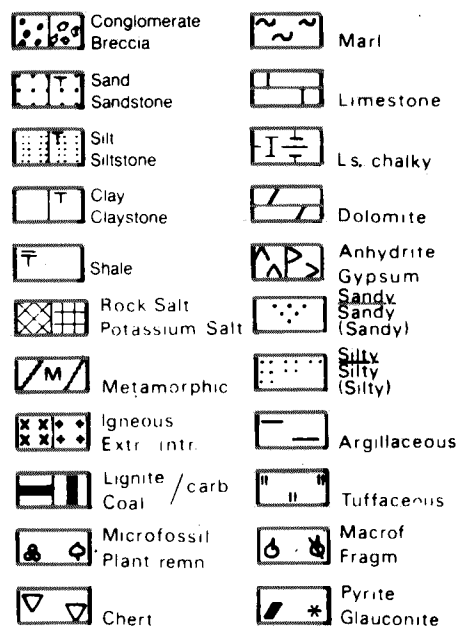 Conglomerate
Breccia
Sand
Sandstone
Silt
Siltstone
Clay
Claystone
Shale
Rock Salt
Potassium Salt
M
Metamorphic
Igneous
Extr. intr.
Lignite /carb
Coal
Microfossil
Plant remn
Chert
Marl
Limestone
Ls. chalky
Dolomite
Anhydrite
Gypsum
Sandy
Sandy
(Sandy)
Silty
Silty
(Silty)
Argillaceous
Tuffaceous
Macrof
Fragm
Pyrite
Glauconite